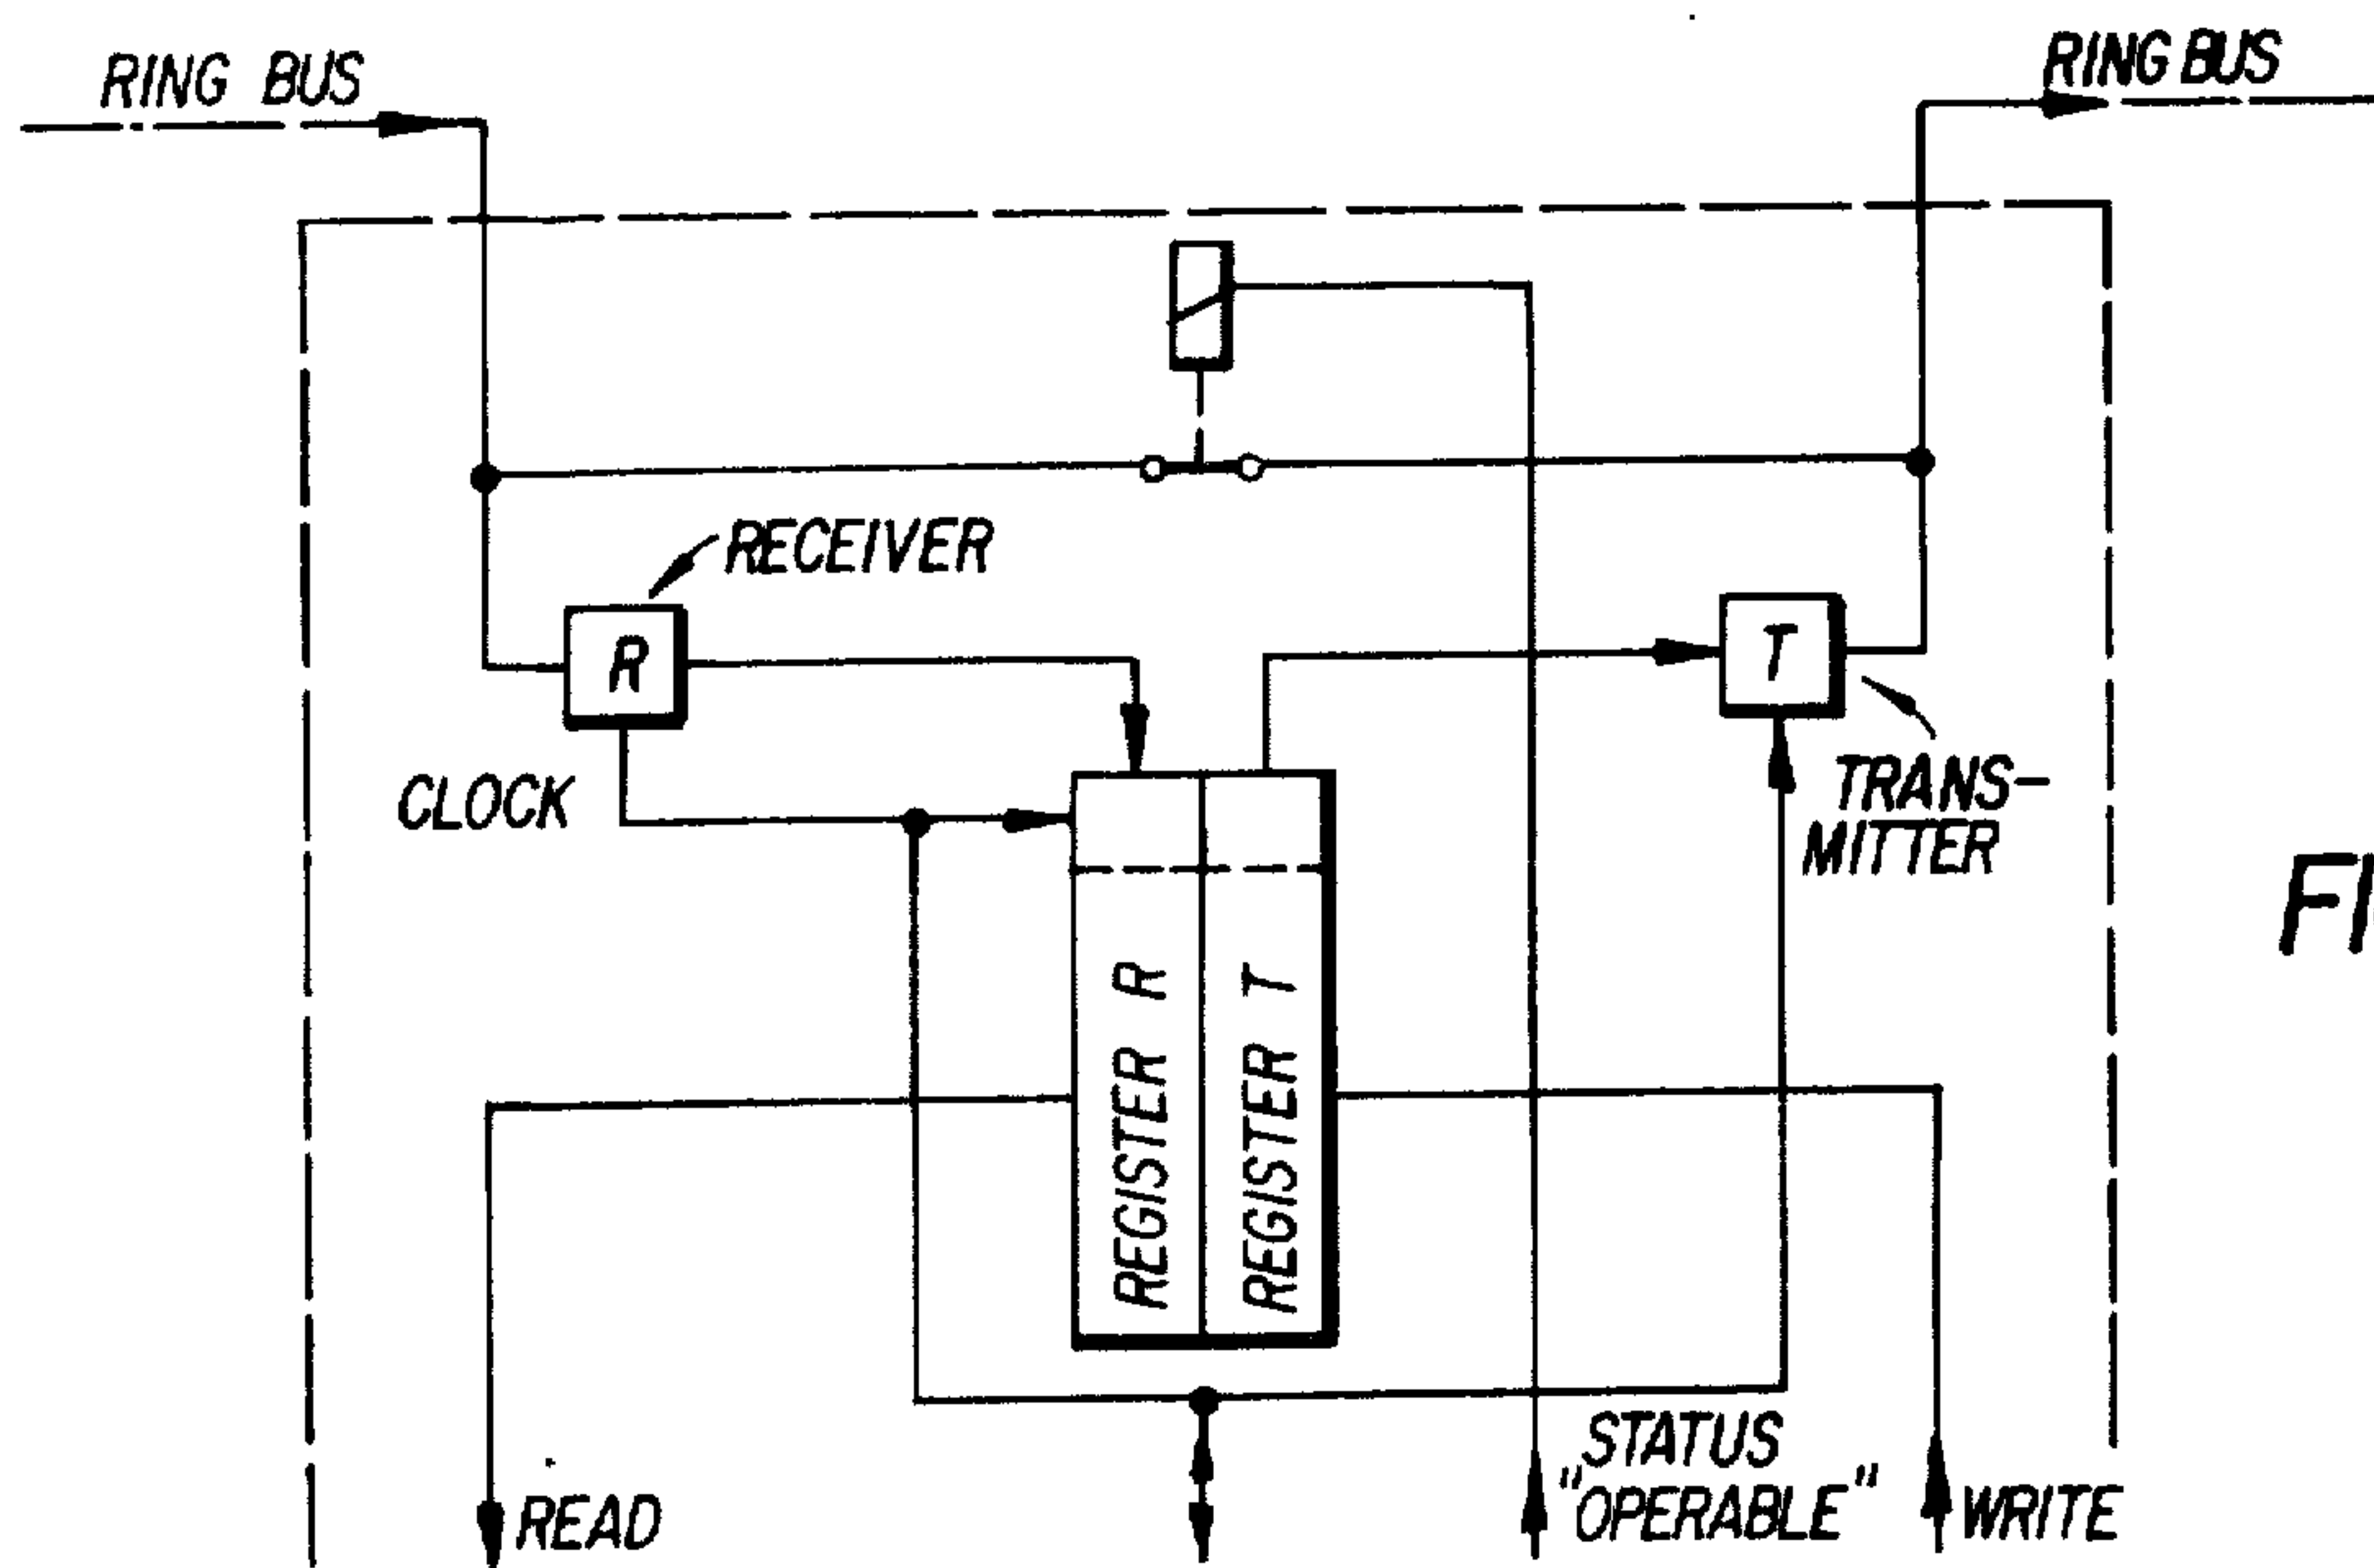 RING BUS
RING BUS
RECEIVER
R
T
CLOCK
TRANS-
MITTER
REGISTER R
REGISTER T
STATUS
"OPERABLE"
READ
WRITE